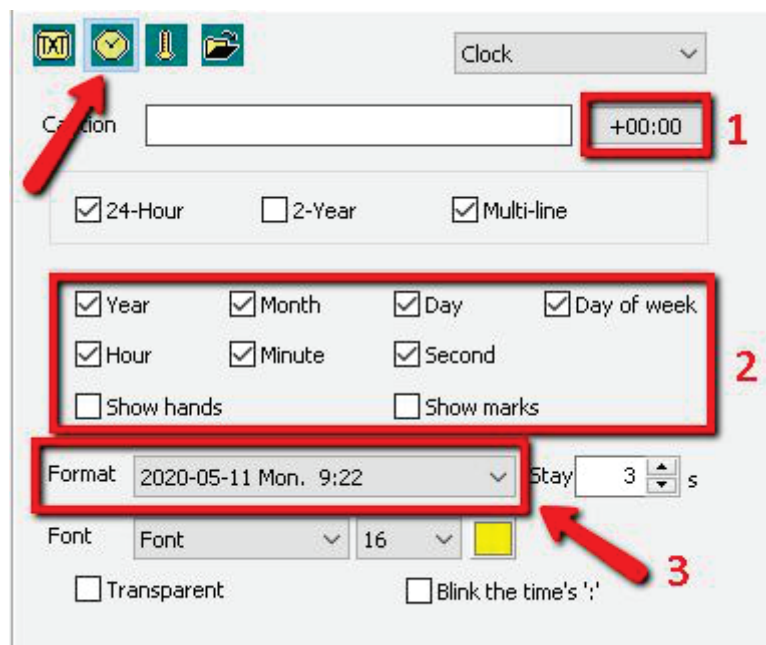 TXT
Clock
Caption +00:00 1
24-Hour 2-Year Multi-line
Year Month Day Day of week
Hour Minute Second 2
Show hands Show marks
Format 2020-05-11 Mon. 9:22 Stay 3 s
Font Font 16
3
Transparent Blink the time's ':'